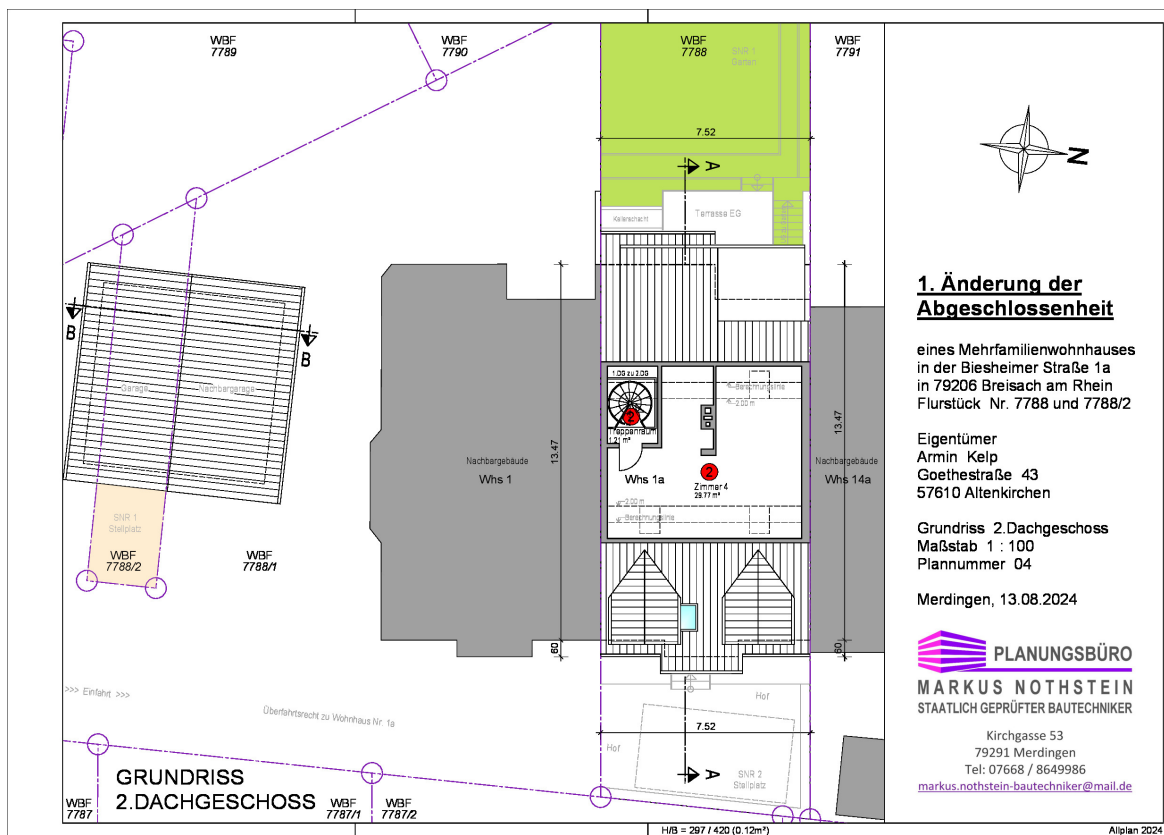 WBF
7789
WBF
7790
WBF
7788
WBF
7791
SNR 1
Garten
7.52
A
Kellerschacht
Terrasse EG
N
B
B
Garage
Nachbargarage
1.DG zu 2.DG
Berechnungslinie
2.00 m
2
Treppenraum
1.21 m²
13.47
13.47
Nachbargebäude
Whs 1
Whs 1a
2
Zimmer 4
29.77 m²
Nachbargebäude
Whs 14a
2.00 m
Berechnungslinie
SNR 1
Stellplatz
WBF
7788/2
WBF
7788/1
60
60
>>> Einfahrt >>>
Überfahrtsrecht zu Wohnhaus Nr. 1a
Hof
7.52
Hof
A
SNR 2
Stellplatz
GRUNDRISS
2.DACHGESCHOSS
WBF
7787
WBF
7787/1
WBF
7787/2
1. Änderung der
Abgeschlossenheit
eines Mehrfamilienwohnhauses
in der Biesheimer Straße 1a
in 79206 Breisach am Rhein
Flurstück Nr. 7788 und 7788/2
Eigentümer
Armin Kelp
Goethestraße 43
57610 Altenkirchen
Grundriss 2.Dachgeschoss
Maßstab 1 : 100
Plannummer 04
Merdingen, 13.08.2024
PLANUNGSBÜRO
MARKUS NOTHSTEIN
STAATLICH GEPRÜFTER BAUTECHNIKER
Kirchgasse 53
79291 Merdingen
Tel: 07668 / 8649986
markus.nothstein-bautechniker@mail.de
H/B = 297 / 420 (0.12m²)
Allplan 2024